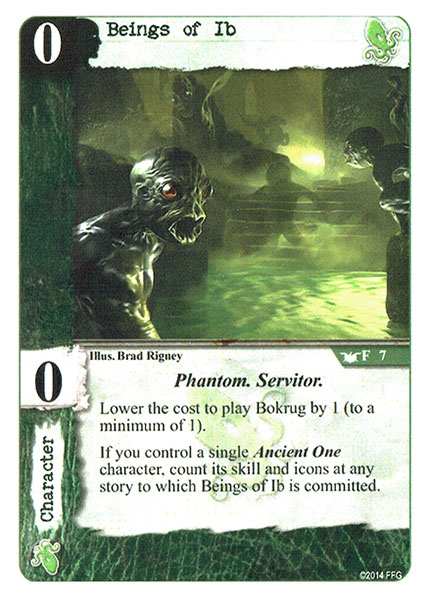 0
Beings of Ib
Illus. Brad Rigney
F 7
0
Phantom. Servitor.
Lower the cost to play Bokrug by 1 (to a
minimum of 1).
If you control a single Ancient One
character, count its skill and icons at any
story to which Beings of Ib is committed.
Character
©2014 FFG